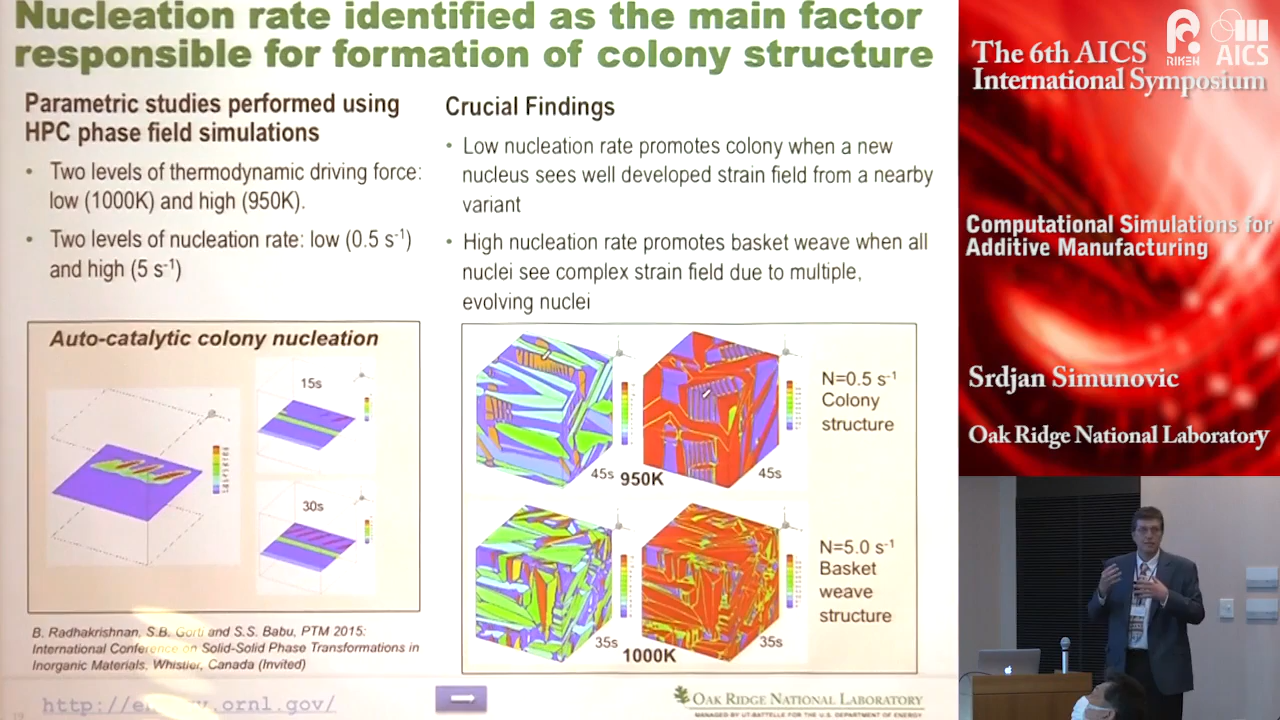 Nucleation rate identified as the main factor
responsible for formation of colony structure
Parametric studies performed using
HPC phase field simulations
• Two levels of thermodynamic driving force:
low (1000K) and high (950K).
• Two levels of nucleation rate: low (0.5 s⁻¹)
and high (5 s⁻¹)
Auto-catalytic colony nucleation
15s
30s
B. Radhakrishnan, S.B. Gorti and S.S. Babu, PTM 2015:
International Conference on Solid-Solid Phase Transformations in
Inorganic Materials, Whistler, Canada (Invited)
Crucial Findings
• Low nucleation rate promotes colony when a new
nucleus sees well developed strain field from a nearby
variant
• High nucleation rate promotes basket weave when all
nuclei see complex strain field due to multiple,
evolving nuclei
N=0.5 s⁻¹
Colony
structure
45s
950K
45s
N=5.0 s⁻¹
Basket
weave
structure
35s
1000K
35s
.ornl.gov/
19
OAK RIDGE NATIONAL LABORATORY
MANAGED BY UT-BATTELLE FOR THE U.S. DEPARTMENT OF ENERGY
RIKEN
AICS
The 6th AICS
International Symposium
Computational Simulations for
Additive Manufacturing
Srdjan Simunovic
Oak Ridge National Laboratory